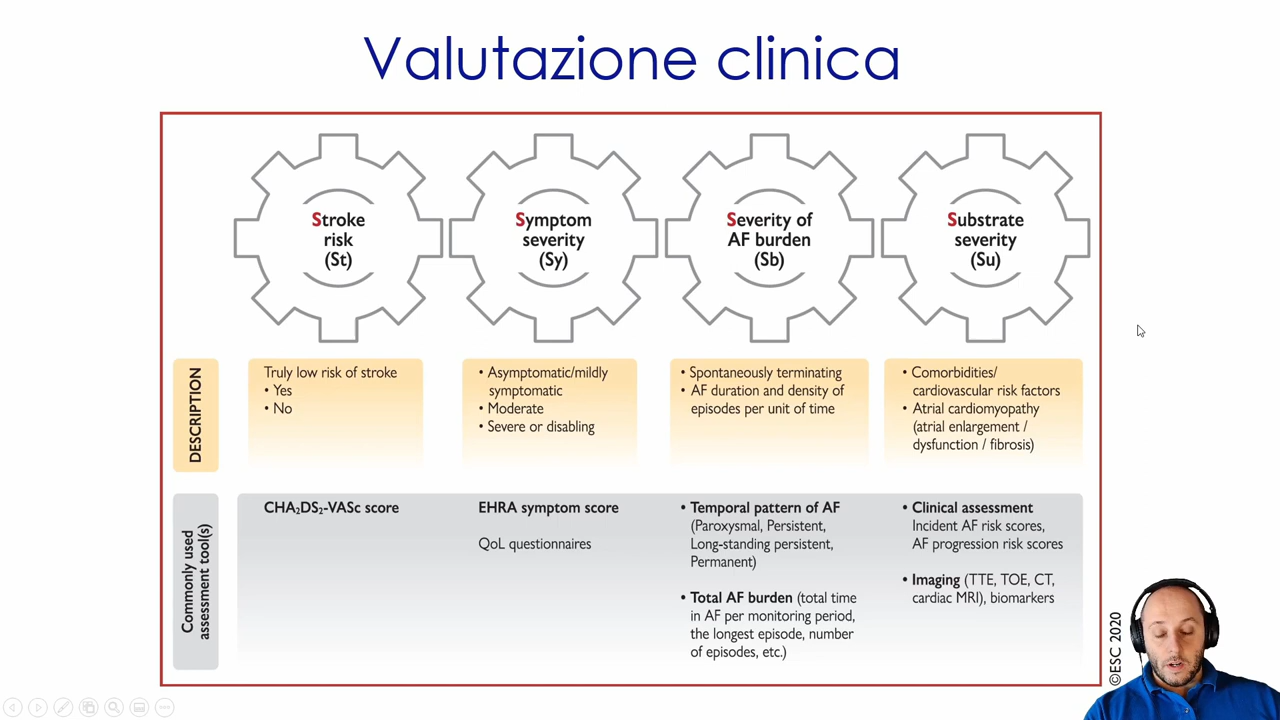 Valutazione clinica
Stroke
risk
(St)
Symptom
severity
(Sy)
Severity of
AF burden
(Sb)
Substrate
severity
(Su)
DESCRIPTION
Truly low risk of stroke
• Yes
• No
• Asymptomatic/mildly
symptomatic
• Moderate
• Severe or disabling
• Spontaneously terminating
• AF duration and density of
episodes per unit of time
• Comorbidities/
cardiovascular risk factors
• Atrial cardiomyopathy
(atrial enlargement /
dysfunction / fibrosis)
Commonly used
assessment tool(s)
CHA₂DS₂-VASc score
EHRA symptom score
QoL questionnaires
• Temporal pattern of AF
(Paroxysmal, Persistent,
Long-standing persistent,
Permanent)
• Total AF burden (total time
in AF per monitoring period,
the longest episode, number
of episodes, etc.)
• Clinical assessment
Incident AF risk scores,
AF progression risk scores
• Imaging (TTE, TOE, CT,
cardiac MRI), biomarkers
©ESC 2020